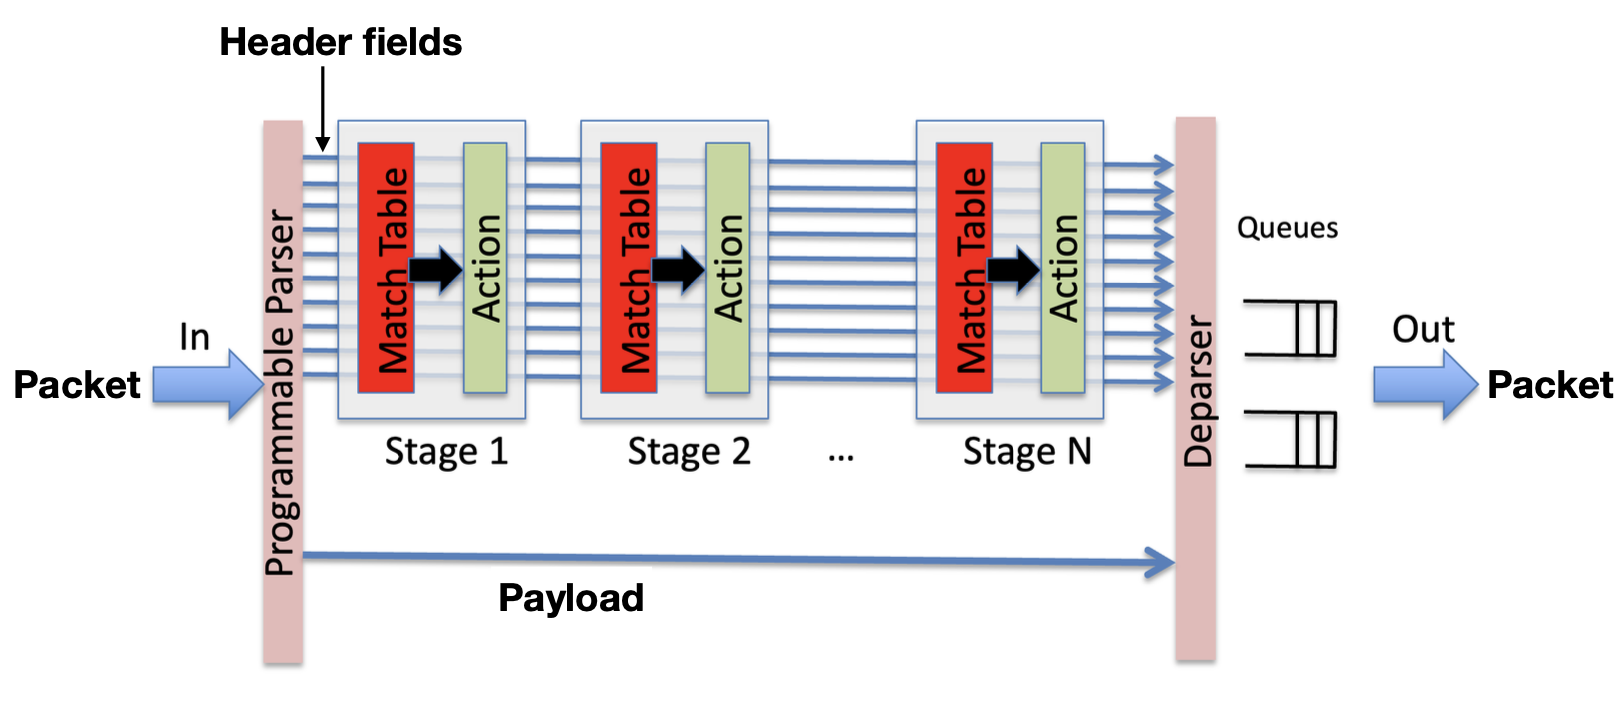 Header fields
Packet
In
Programmable Parser
Match Table
Action
Stage 1
Match Table
Action
Stage 2
...
Match Table
Action
Stage N
Payload
Deparser
Queues
Out
Packet